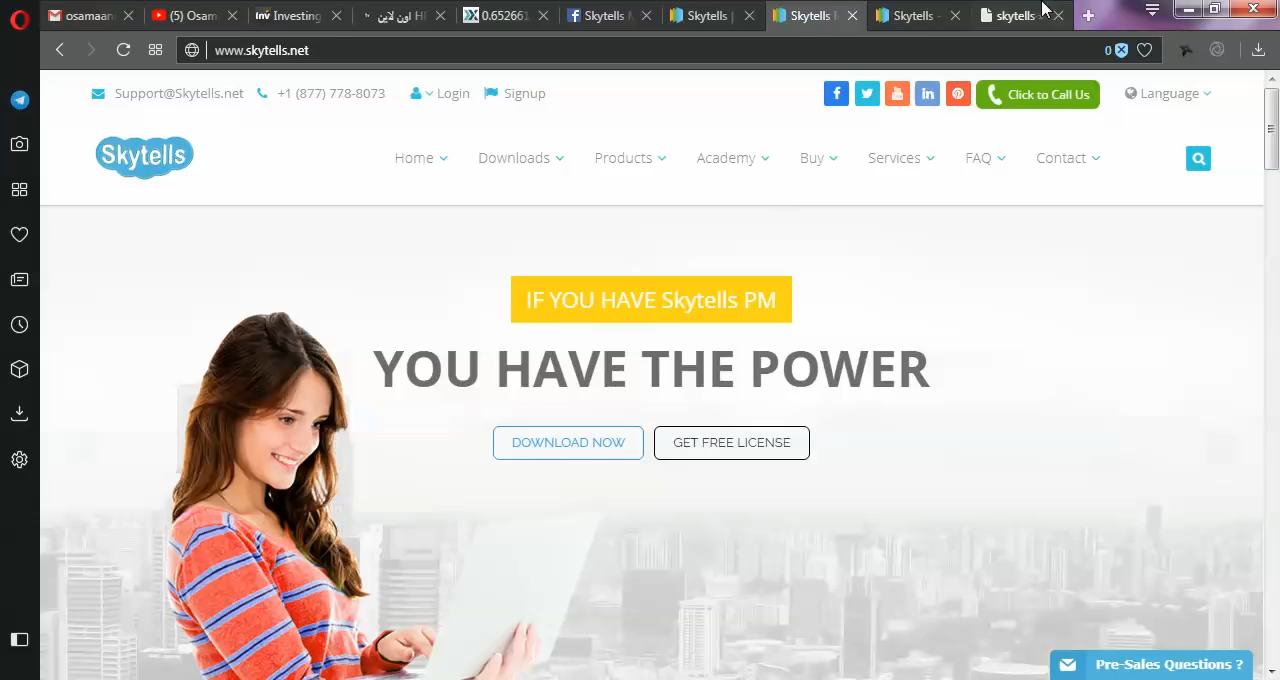 osamaan
(5) Osam
Inv Investing
اون لاين HI
0.652661
Skytells M
Skytells |
Skytells
Skytells -
skytells
www.skytells.net
0
Support@Skytells.net
+1 (877) 778-8073
Login
Signup
Click to Call Us
Language
Skytells
Home
Downloads
Products
Academy
Buy
Services
FAQ
Contact
IF YOU HAVE Skytells PM
YOU HAVE THE POWER
DOWNLOAD NOW
GET FREE LICENSE
Pre-Sales Questions ?